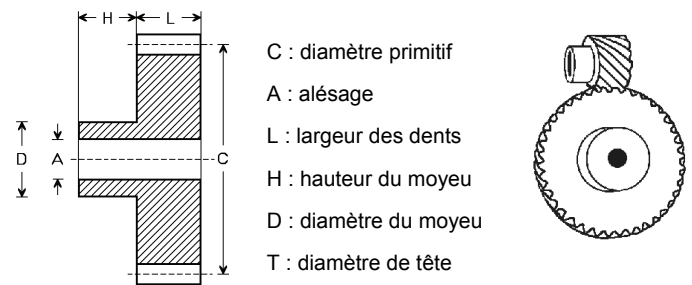 H L
D A C
C : diamètre primitif
A : alésage
L : largeur des dents
H : hauteur du moyeu
D : diamètre du moyeu
T : diamètre de tête